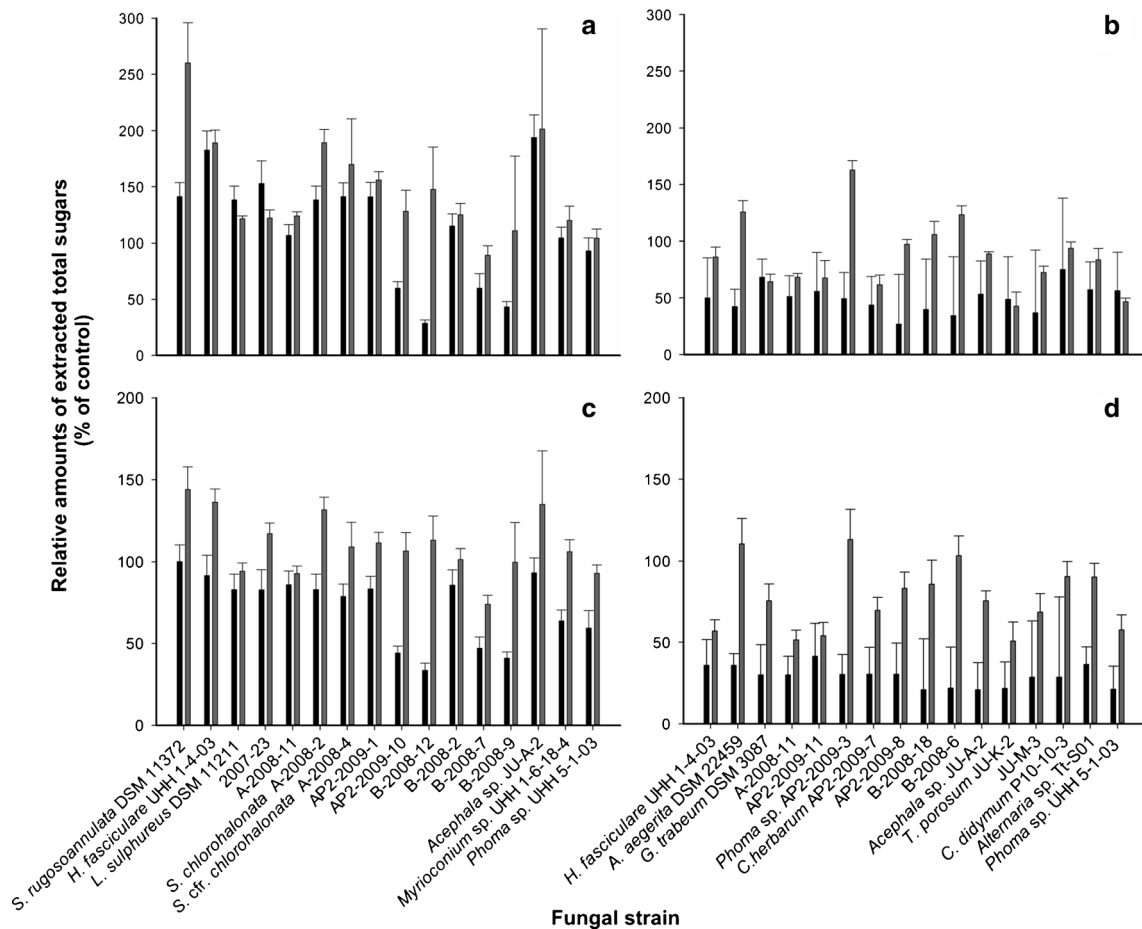 a
300
250
200
150
100
50
0
b
300
250
200
150
100
50
0
c
200
150
100
50
0
d
200
150
100
50
0
Relative amounts of extracted total sugars
(% of control)
S. rugosoannulata DSM 11372
H. fasciculare UHH 1-4-03
L. sulphureus DSM 11211
2007-23
A-2008-11
S. chlorohalonata A-2008-2
S. cfr. chlorohalonata A-2008-4
AP2-2009-1
AP2-2009-10
B-2008-12
B-2008-2
B-2008-7
B-2008-9
Acephala sp. JU-A-2
Myrioconium sp. UHH 1-6-18-4
Phoma sp. UHH 5-1-03
H. fasciculare UHH 1-4-03
A. aegerita DSM 22459
G. trabeum DSM 3087
A-2008-11
AP2-2009-11
Phoma sp. AP2-2009-3
C.herbarum AP2-2009-7
AP2-2009-8
B-2008-18
B-2008-6
Acephala sp. JU-A-2
T. porosum JU-K-2
JU-M-3
C. didymum P10-10-3
Alternaria sp. Tt-S01
Phoma sp. UHH 5-1-03
Fungal strain